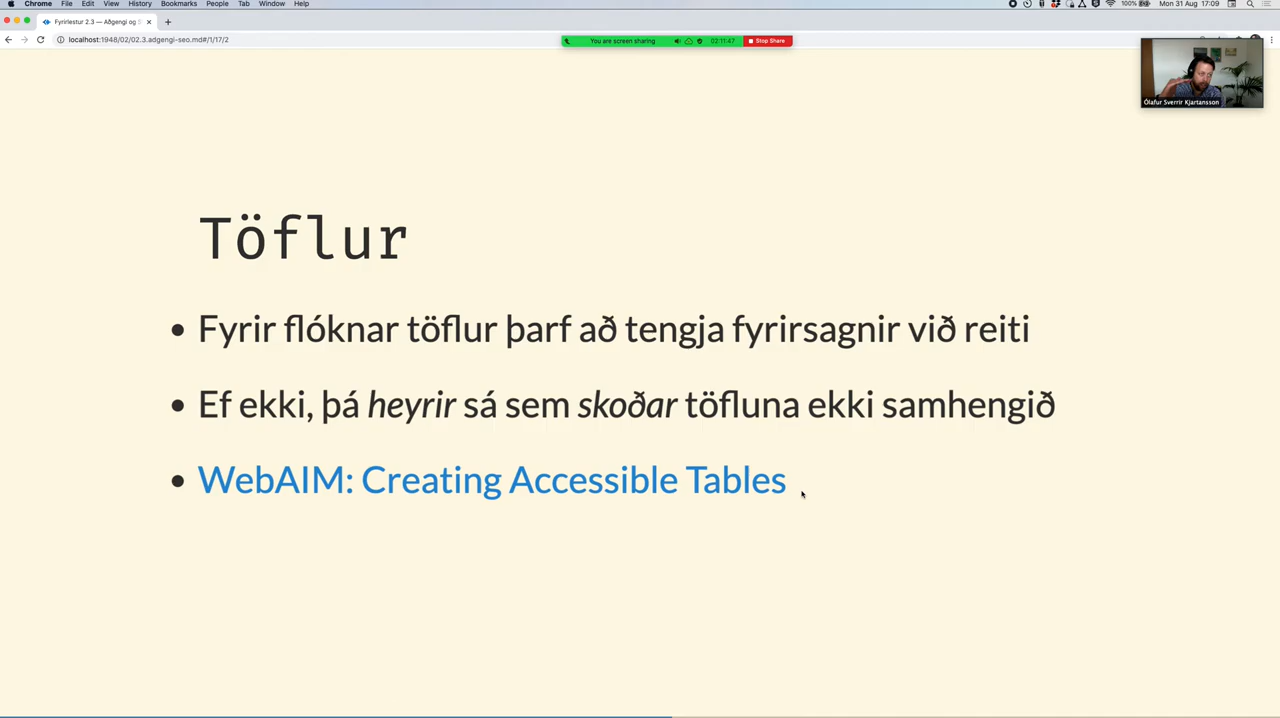 Chrome File Edit View History Bookmarks People Tab Window Help
100% Mon 31 Aug 17:09
Fyrirlestur 2.3 — Aðgengi og
localhost:1948/02/02.3.adgengi-seo.md#/1/17/2
You are screen sharing 02:11:47 Stop Share
Ólafur Sverrir Kjartansson
Töflur
Fyrir flóknar töflur þarf að tengja fyrirsagnir við reiti
Ef ekki, þá heyrir sá sem skoðar töfluna ekki samhengið
WebAIM: Creating Accessible Tables